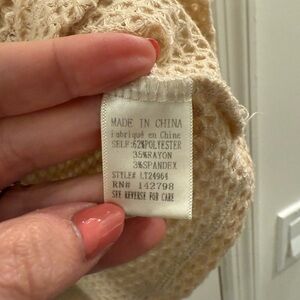 MADE IN CHINA
Fabriqué en Chine
SELF:62%POLYESTER
35%RAYON
3%SPANDEX
STYLE# LT24964
RN# 142798
SEE REVERSE FOR CARE